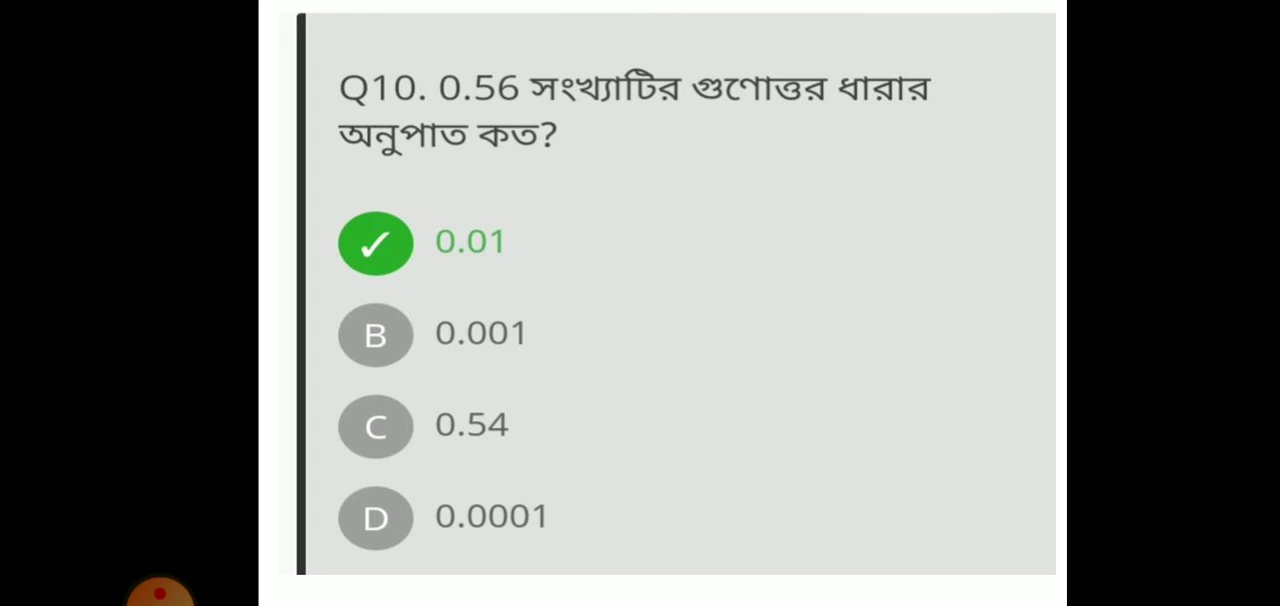 Q10. 0.56 সংখ্যাটির গুণোত্তর ধারার
অনুপাত কত?
✓ 0.01
B 0.001
C 0.54
D 0.0001